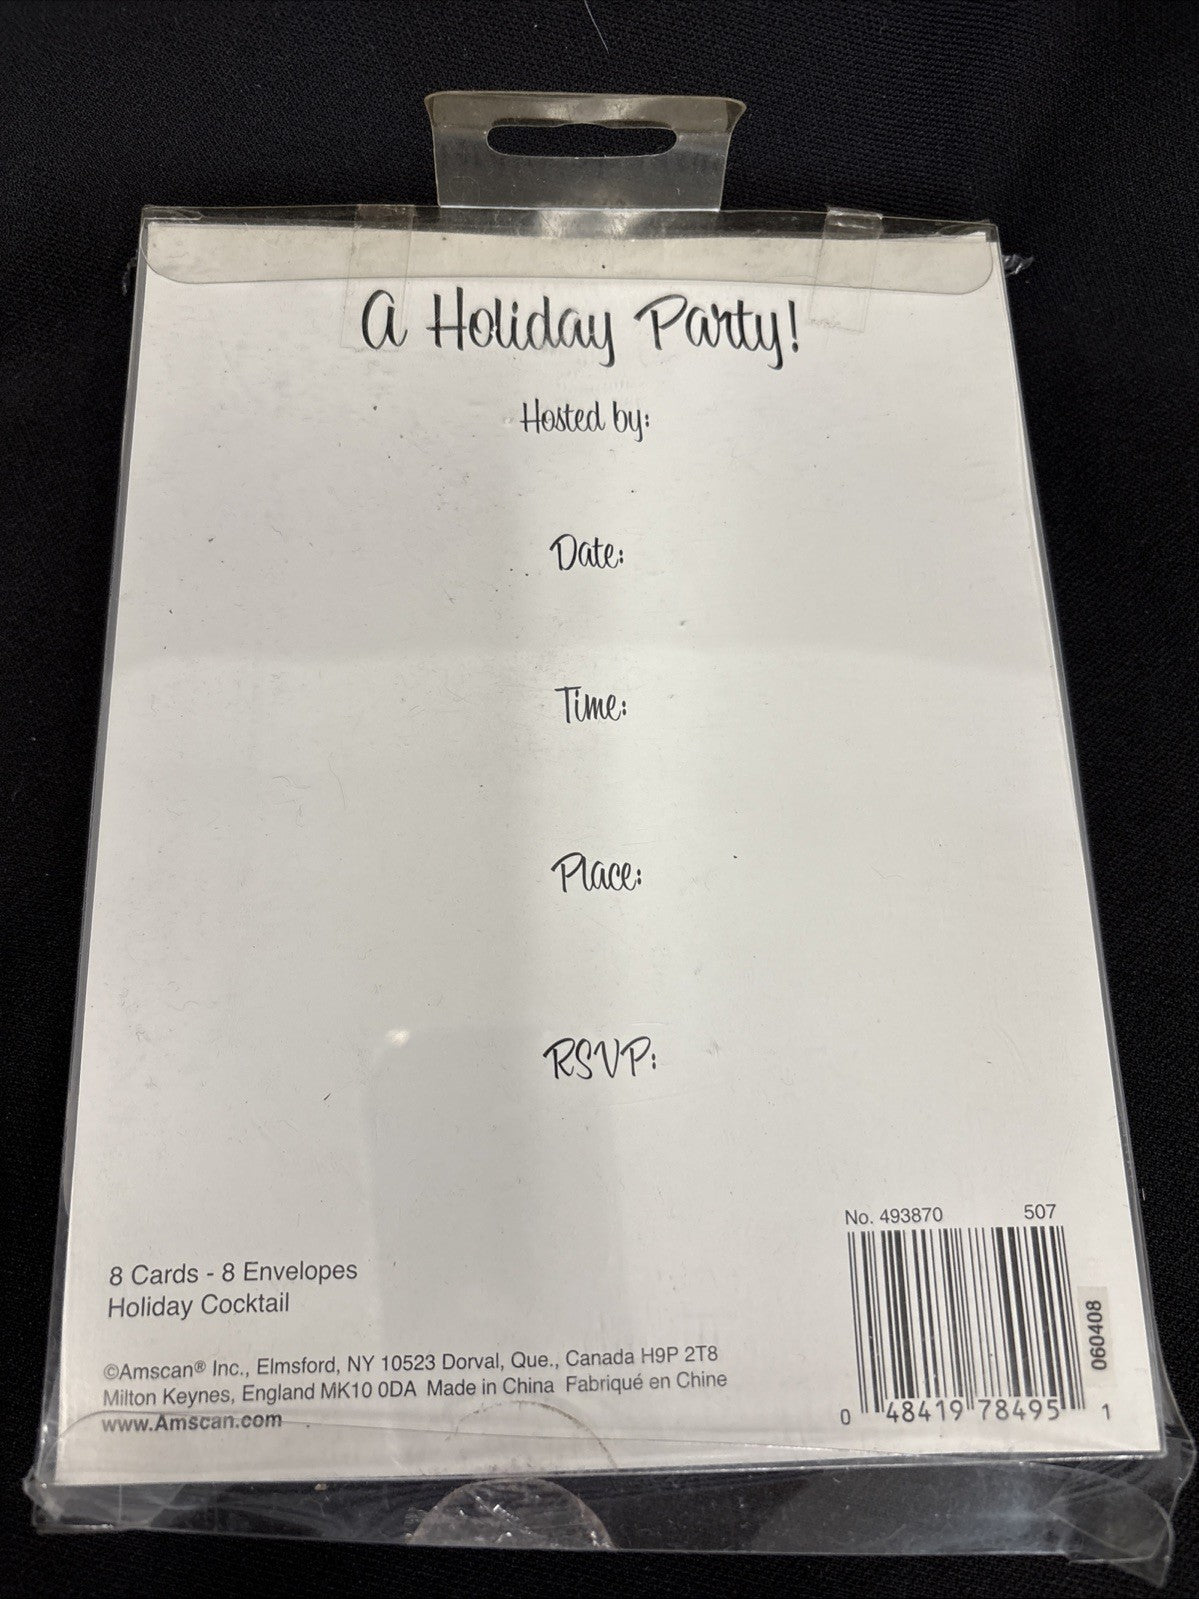 A Holiday Party!
Hosted by:
Date:
Time:
Place:
RSVP:
No. 493870 507
8 Cards - 8 Envelopes
Holiday Cocktail
©Amscan® Inc., Elmsford, NY 10523 Dorval, Que., Canada H9P 2T8
Milton Keynes, England MK10 0DA Made in China Fabriqué en Chine
www.Amscan.com
0 48419 78495 1
060408